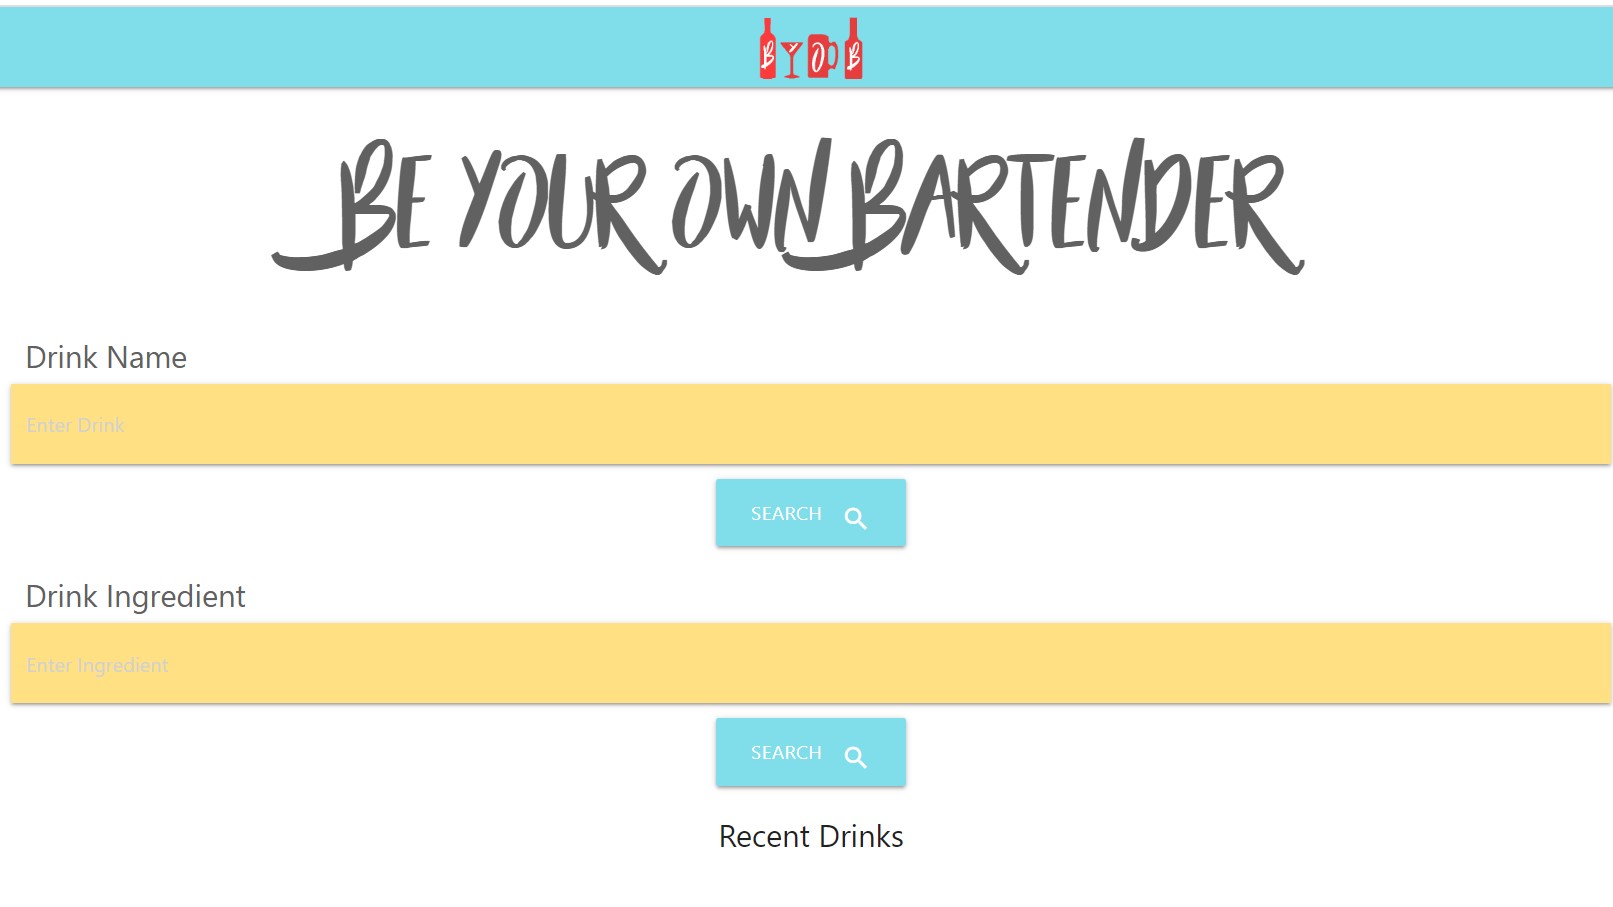 BYOB
BE YOUR OWN BARTENDER
Drink Name
Enter Drink
SEARCH
Drink Ingredient
Enter Ingredient
SEARCH
Recent Drinks